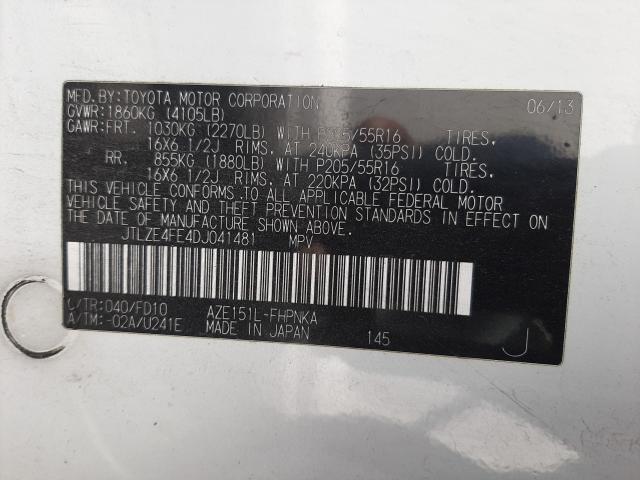 MFD. BY: TOYOTA MOTOR CORPORATION 06/13
GVWR: 1860KG (4105LB)
GAWR: FRT. 1030KG (2270LB) WITH P205/55R16 TIRES,
16X6 1/2J RIMS. AT 240KPA (35PSI) COLD.
RR. 855KG (1880LB) WITH P205/55R16 TIRES,
16X6 1/2J RIMS. AT 220KPA (32PSI) COLD.
THIS VEHICLE CONFORMS TO ALL APPLICABLE FEDERAL MOTOR
VEHICLE SAFETY AND THEFT PREVENTION STANDARDS IN EFFECT ON
THE DATE OF MANUFACTURE SHOWN ABOVE.
JTLZE4FE4DJ041481 MPV
C/TR: 040/FD10 AZE151L-FHPNKA
A/TM: -02A/U241E MADE IN JAPAN 145 J